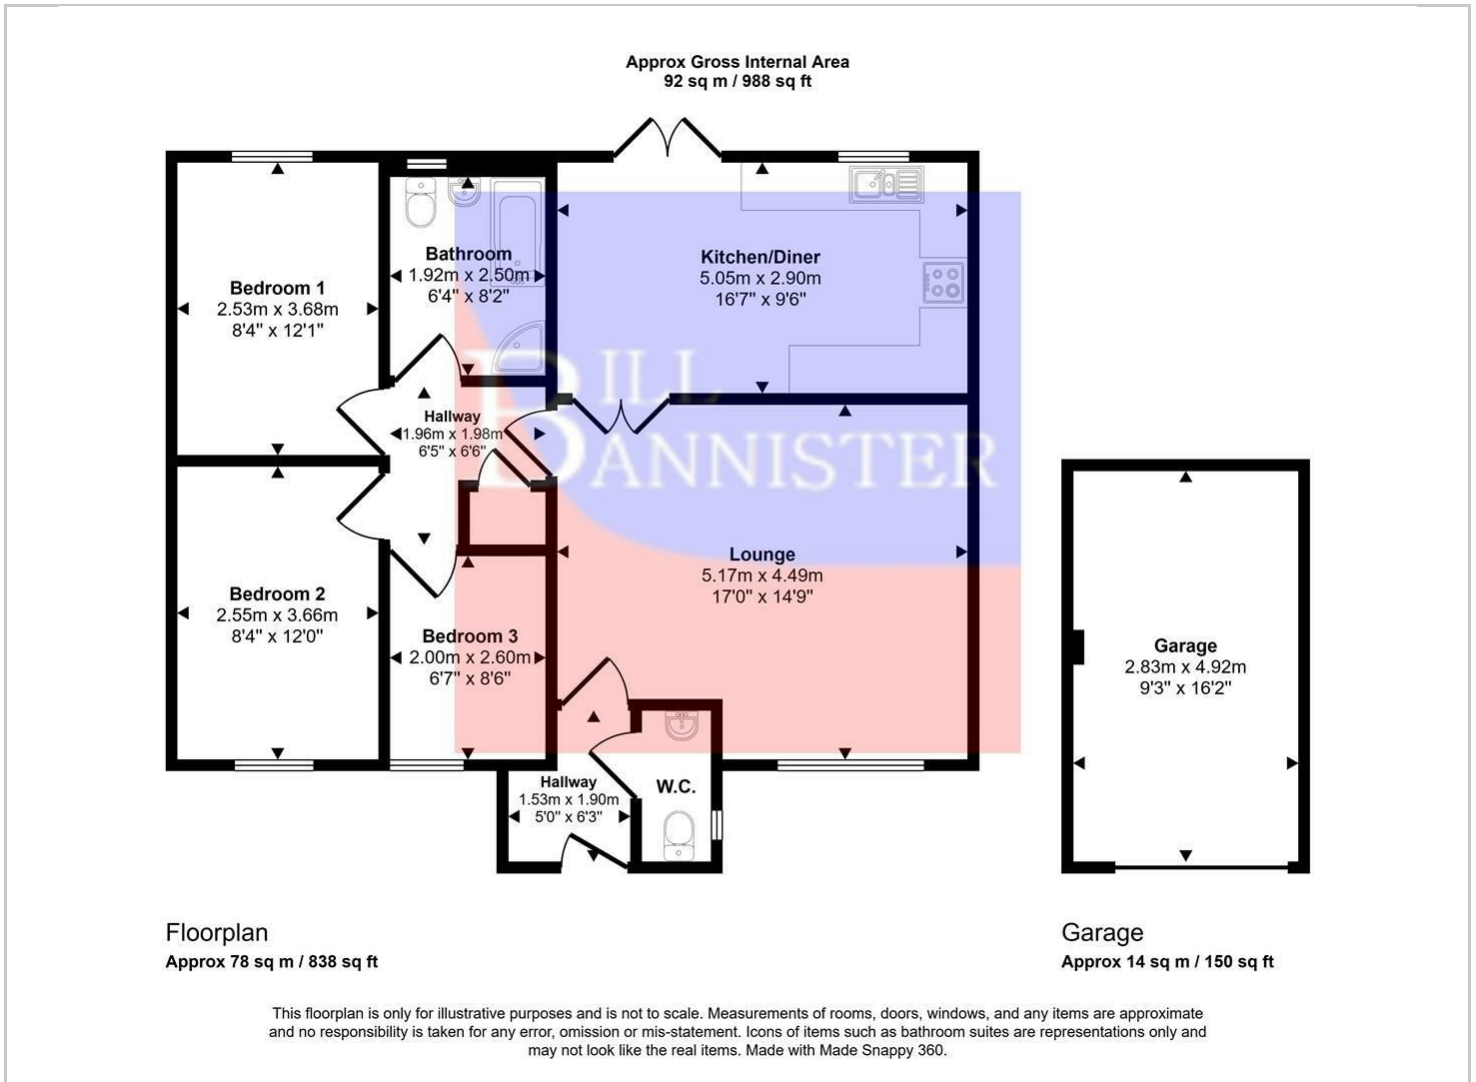 Approx Gross Internal Area
92 sq m / 988 sq ft
Bedroom 1
2.53m x 3.68m
8'4" x 12'1"
Bathroom
1.92m x 2.50m
6'4" x 8'2"
Kitchen/Diner
5.05m x 2.90m
16'7" x 9'6"
BILL
BANNISTER
Hallway
1.96m x 1.98m
6'5" x 6'6"
Lounge
5.17m x 4.49m
17'0" x 14'9"
Bedroom 2
2.55m x 3.66m
8'4" x 12'0"
Bedroom 3
2.00m x 2.60m
6'7" x 8'6"
Hallway
1.53m x 1.90m
5'0" x 6'3"
W.C.
Garage
2.83m x 4.92m
9'3" x 16'2"
Floorplan
Approx 78 sq m / 838 sq ft
Garage
Approx 14 sq m / 150 sq ft
This floorplan is only for illustrative purposes and is not to scale. Measurements of rooms, doors, windows, and any items are approximate
and no responsibility is taken for any error, omission or mis-statement. Icons of items such as bathroom suites are representations only and
may not look like the real items. Made with Made Snappy 360.